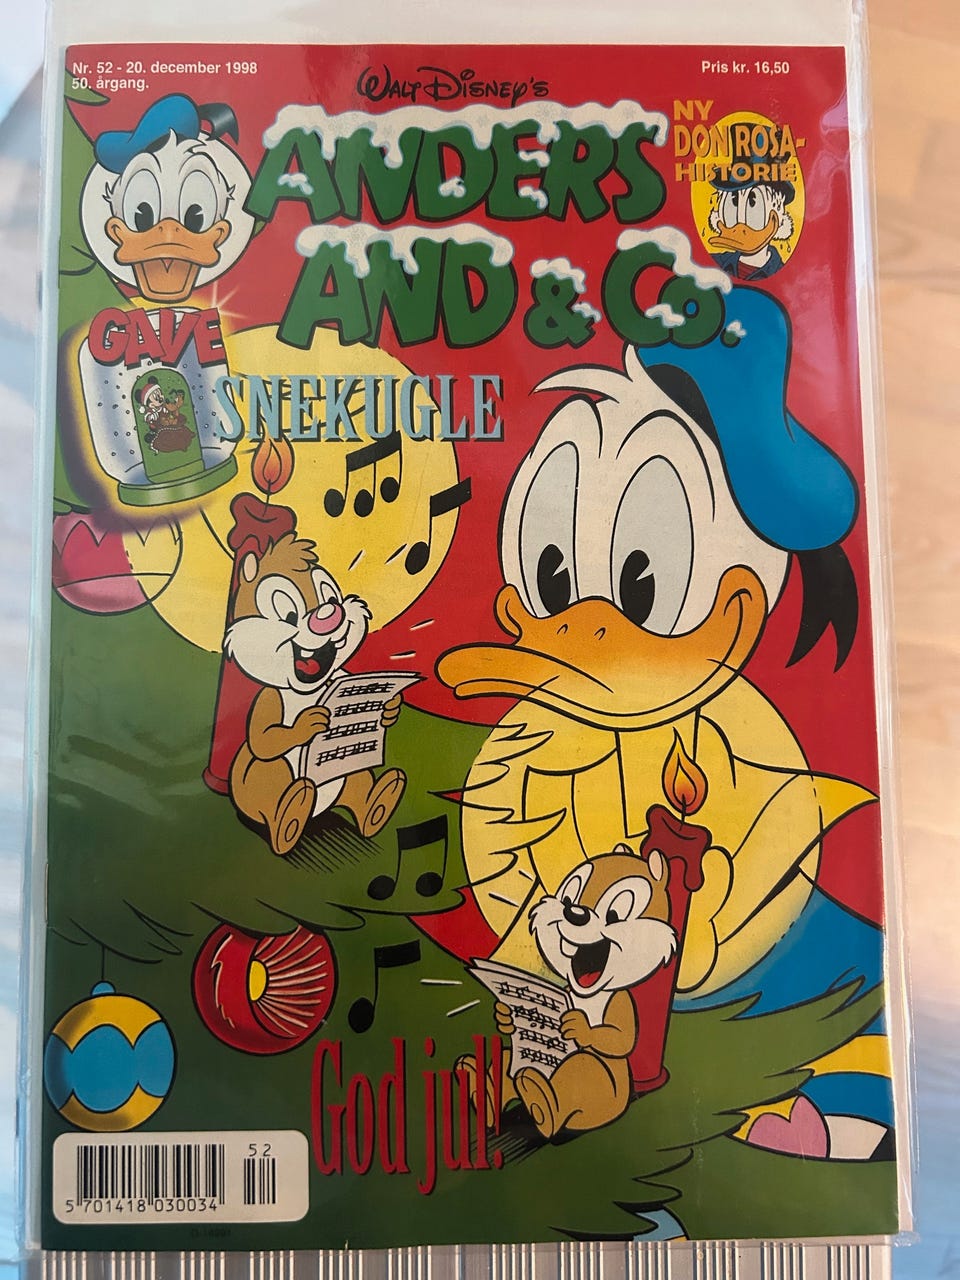 Nr. 52 - 20. december 1998
50. årgang.
WALT DISNEY'S
Pris kr. 16,50
ANDERS
AND & Co.
NY
DON ROSA-
HISTORIE
GAVE
SNEKUGLE
God jul!
52
5 701418 030034